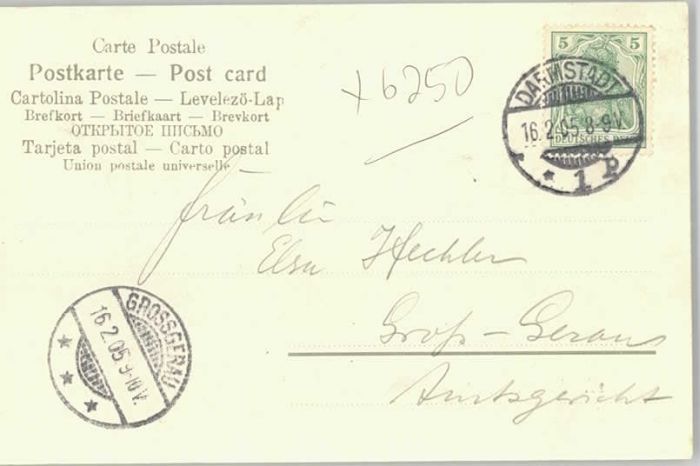 Carte Postale
Postkarte — Post card
Cartolina Postale — Levelező-Lap
Brefkort — Briefkaart — Brevkort
ОТКРЫТОЕ ПИСЬМО
Tarjeta postal — Carto postal
Union postale universelle
+6250
5 5
DEUTSCHES
DARMSTADT
16.2.05.8-9V.
* 1 P *
Fräulein
Elsa Hechler
Groß-Gerau
Amtsgericht
GROSSGERAU
16.2.05.9-10V.
* * *